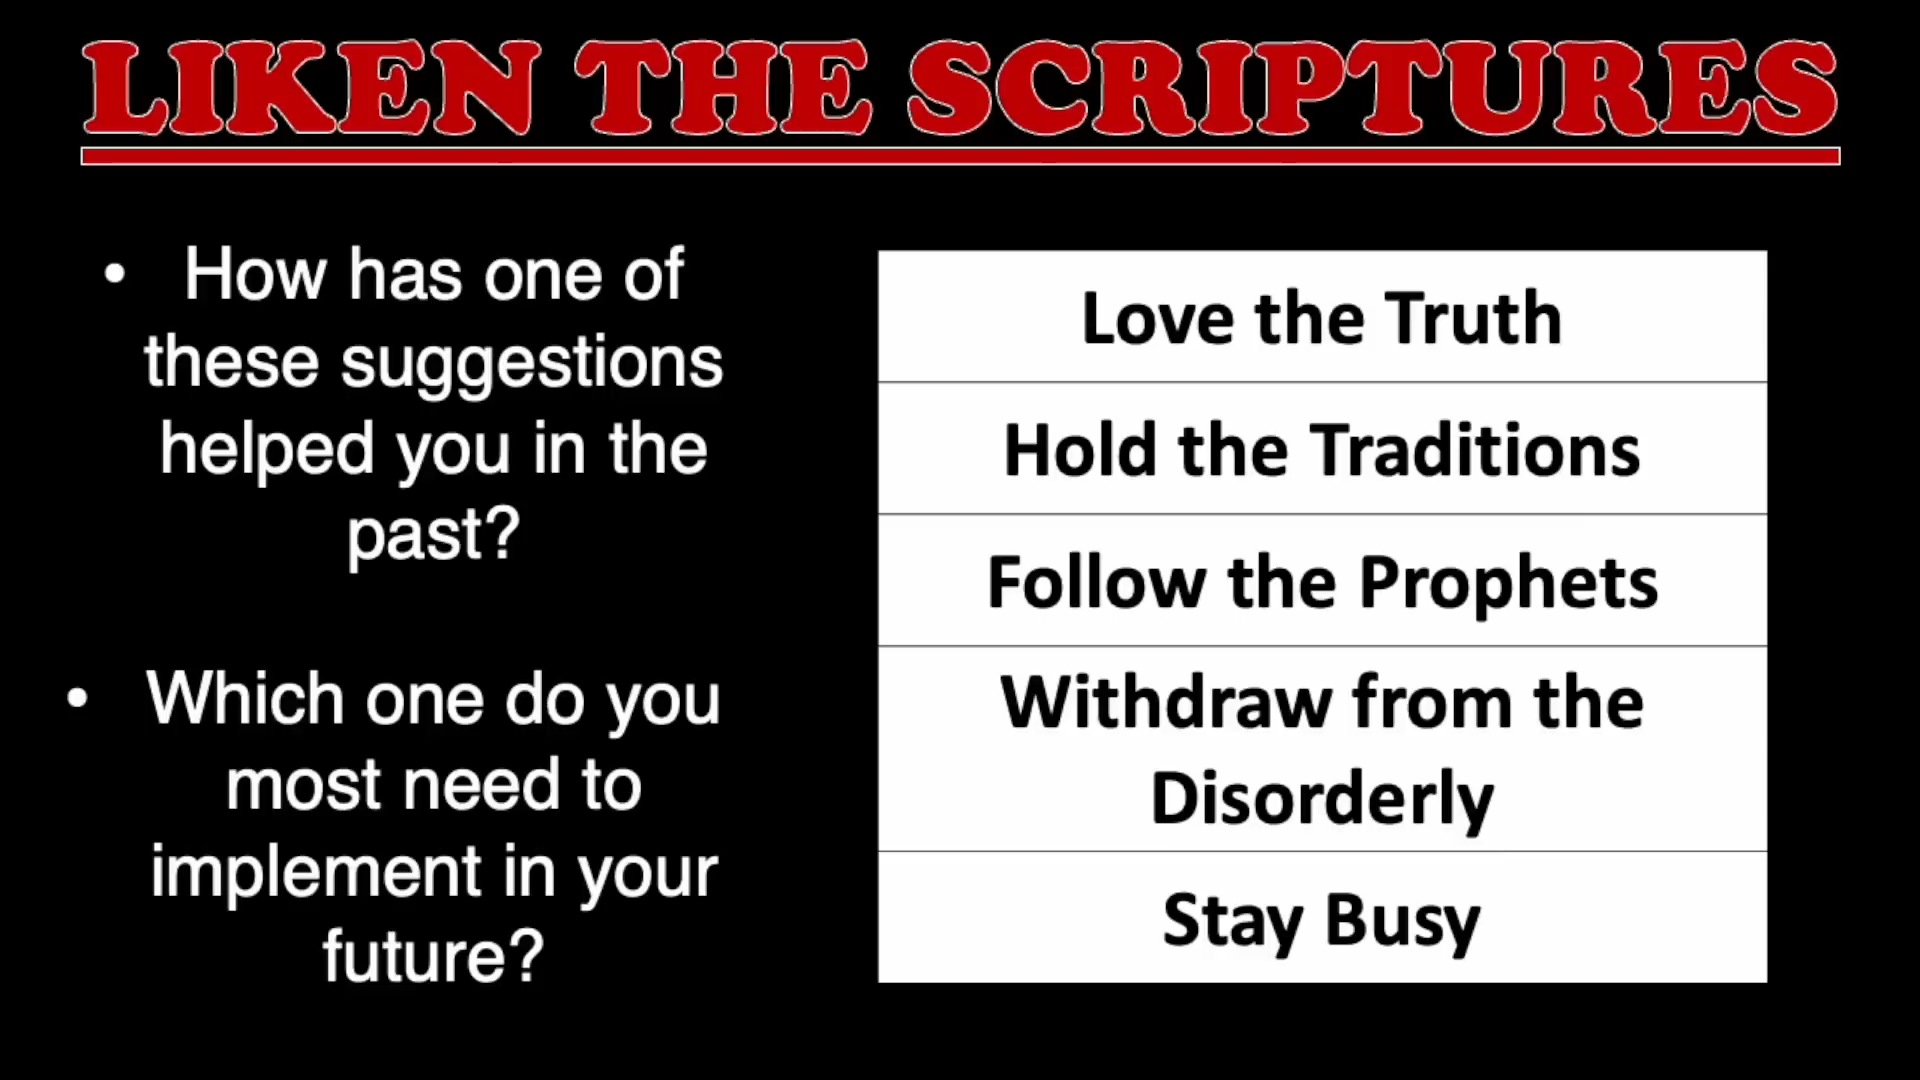 LIKEN THE SCRIPTURES
• How has one of
these suggestions
helped you in the
past?
• Which one do you
most need to
implement in your
future?
Love the Truth
Hold the Traditions
Follow the Prophets
Withdraw from the
Disorderly
Stay Busy